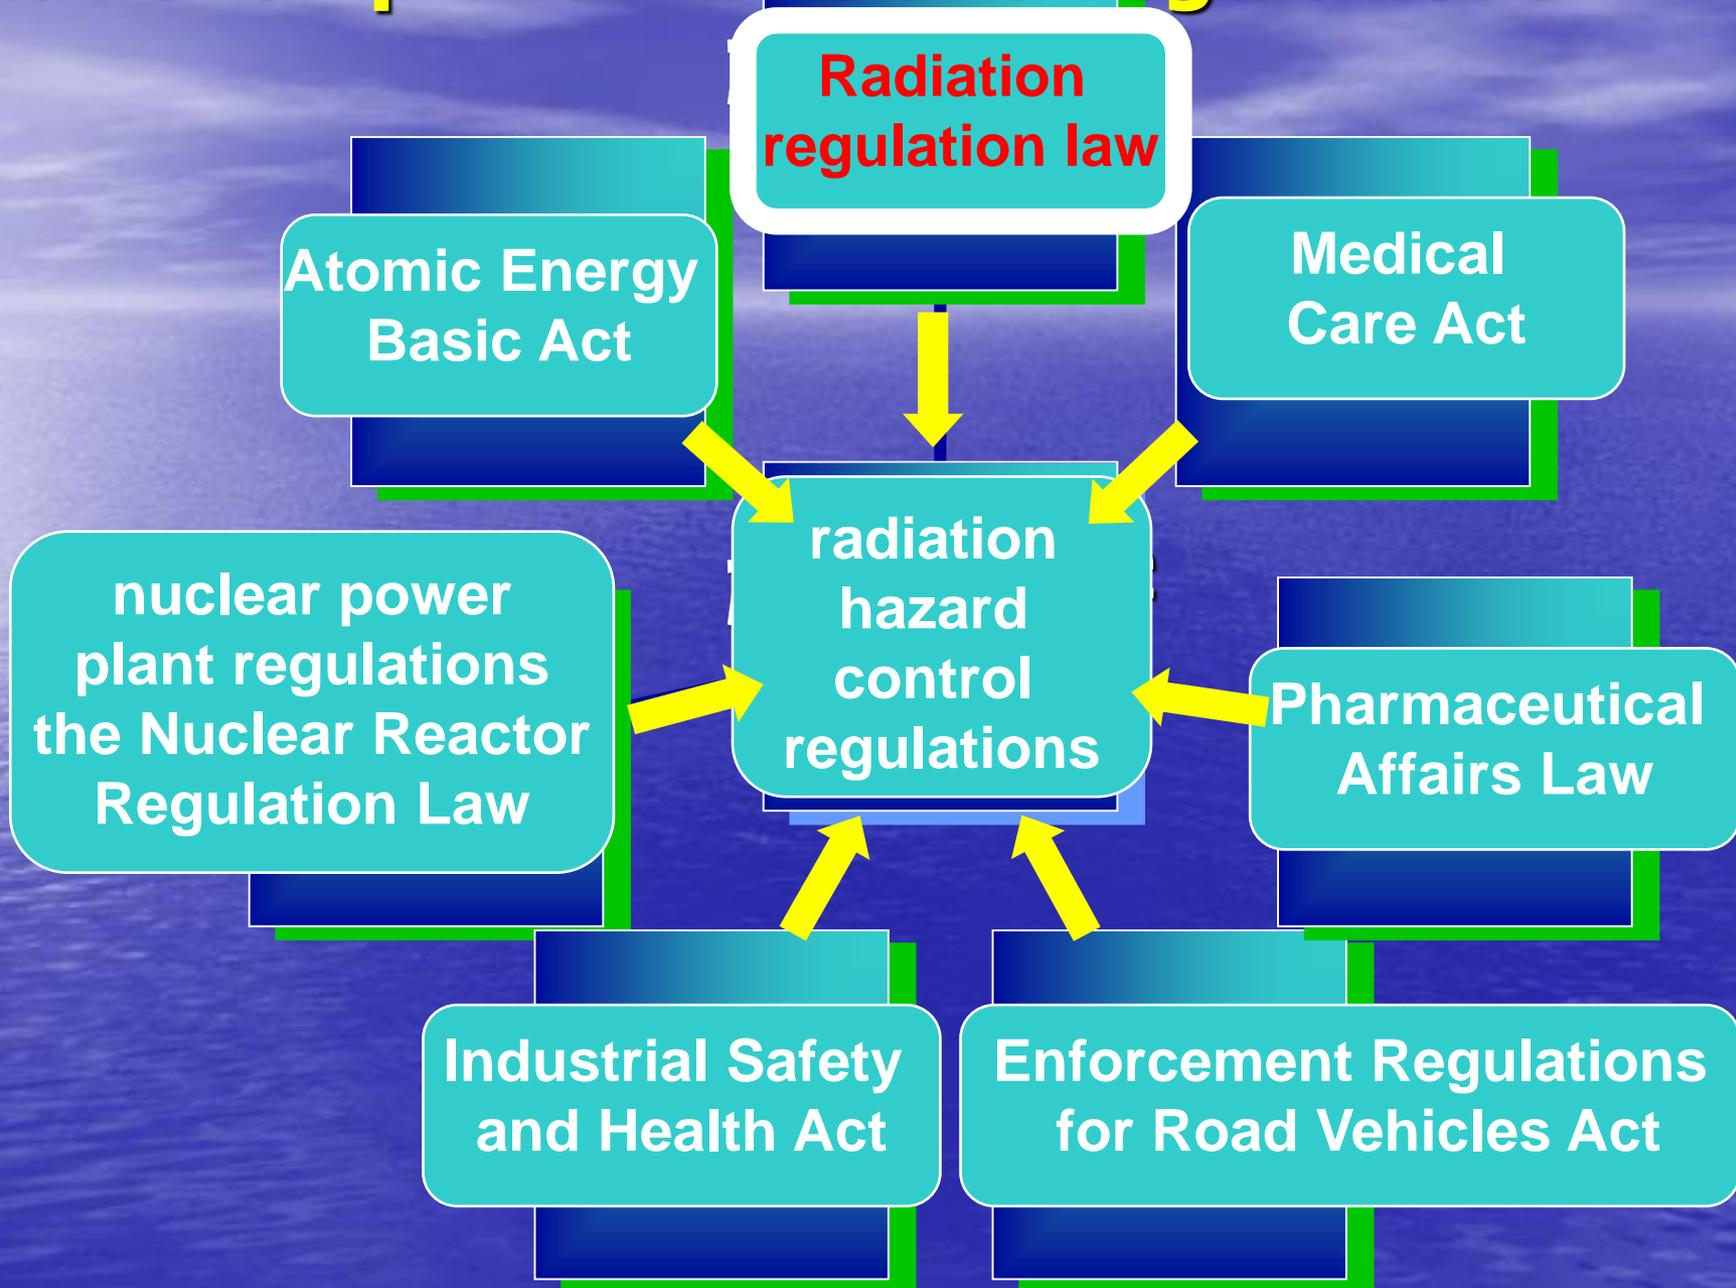 Radiation
regulation law
Atomic Energy
Basic Act
Medical
Care Act
radiation
hazard
control
regulations
nuclear power
plant regulations
the Nuclear Reactor
Regulation Law
Pharmaceutical
Affairs Law
Industrial Safety
and Health Act
Enforcement Regulations
for Road Vehicles Act